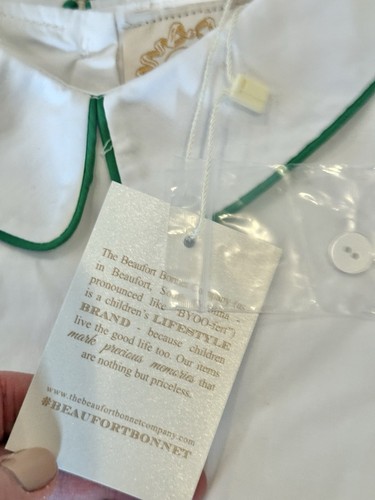 The Beaufort Bonnet
in Beaufort, S
pronounced like "BYOO-fert")
is a children's LIFESTYLE
BRAND - because children
live the good life too. Our items
mark precious memories that
are nothing but priceless.
www.thebeaufortbonnetcompany.com
#BEAUFORTBONNET